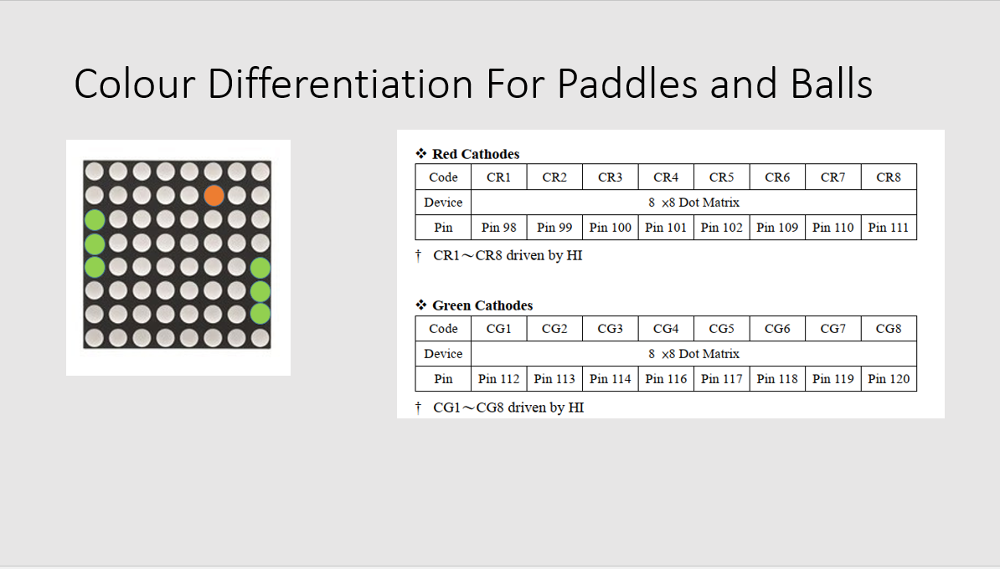 Colour Differentiation For Paddles and Balls
❖ Red Cathodes
Code CR1 CR2 CR3 CR4 CR5 CR6 CR7 CR8
Device 8 ×8 Dot Matrix
Pin Pin 98 Pin 99 Pin 100 Pin 101 Pin 102 Pin 109 Pin 110 Pin 111
† CR1～CR8 driven by HI
❖ Green Cathodes
Code CG1 CG2 CG3 CG4 CG5 CG6 CG7 CG8
Device 8 ×8 Dot Matrix
Pin Pin 112 Pin 113 Pin 114 Pin 116 Pin 117 Pin 118 Pin 119 Pin 120
† CG1～CG8 driven by HI